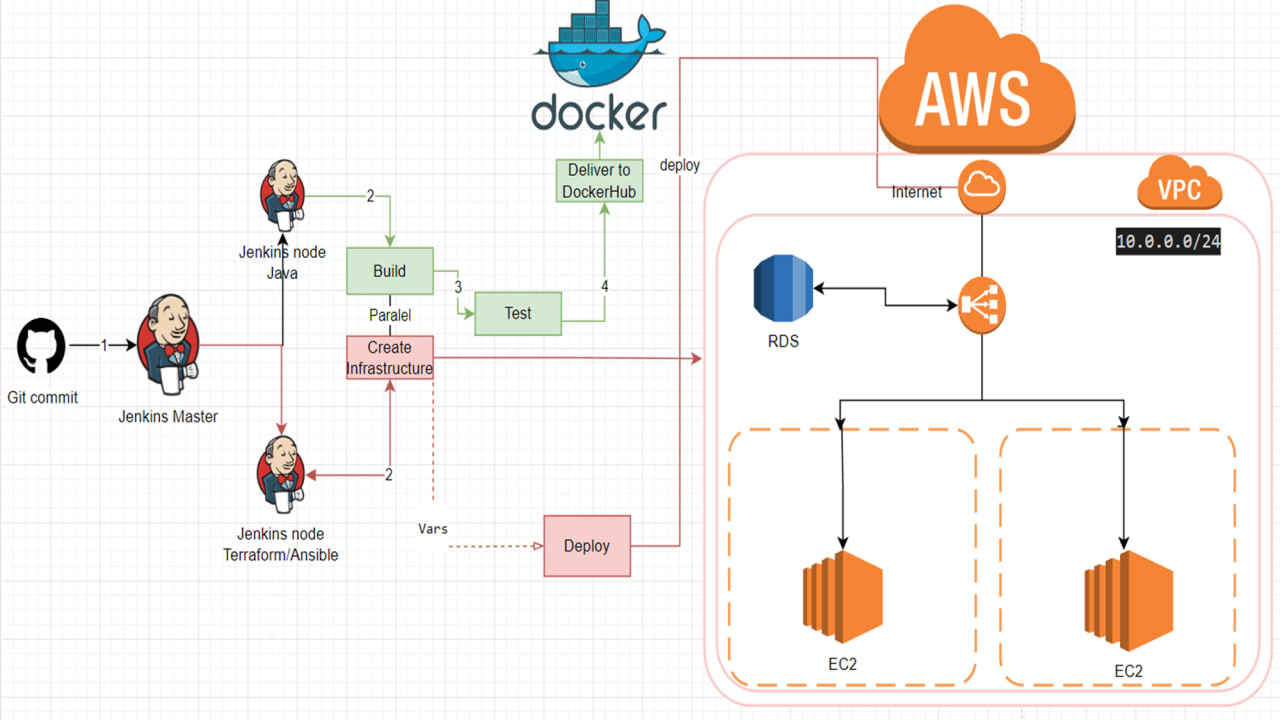 docker
AWS
Deliver to
DockerHub
deploy
Internet
VPC
10.0.0.0/24
2
Jenkins node
Java
Build
3
4
Test
Paralel
Create
Infrastructure
RDS
1
Git commit
Jenkins Master
2
Jenkins node
Terraform/Ansible
Vars
Deploy
EC2
EC2